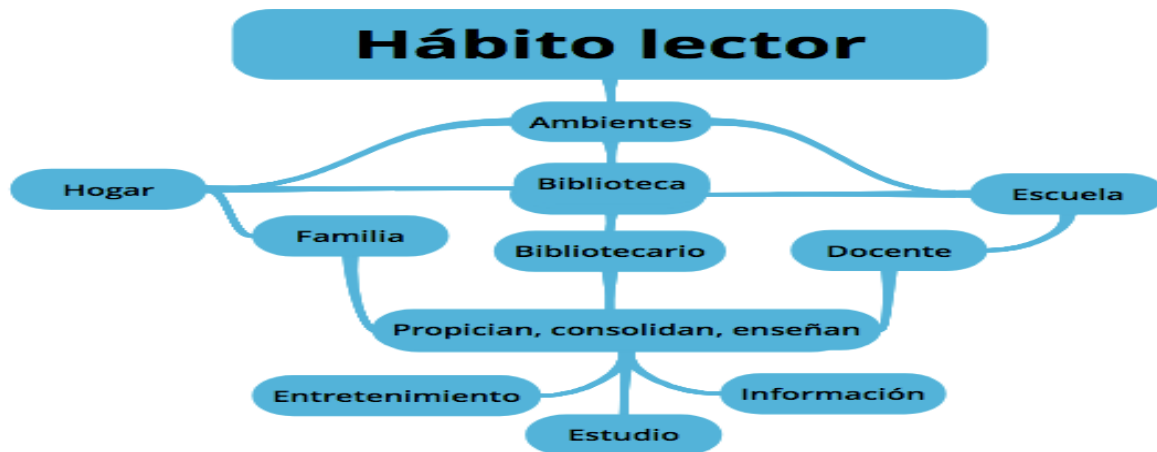 Hábito lector
Ambientes
Hogar
Biblioteca
Escuela
Familia
Bibliotecario
Docente
Propician, consolidan, enseñan
Entretenimiento
Información
Estudio